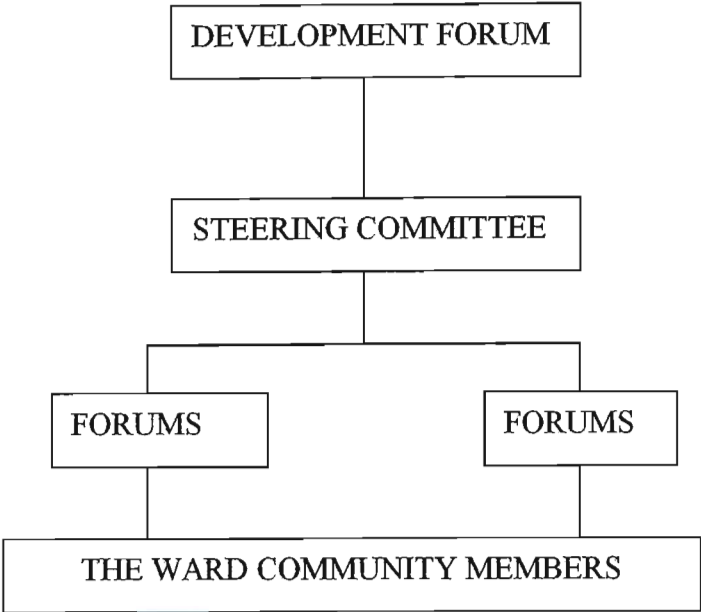 DEVELOPMENT FORUM
STEERING COMMITTEE
FORUMS
FORUMS
THE WARD COMMUNITY MEMBERS